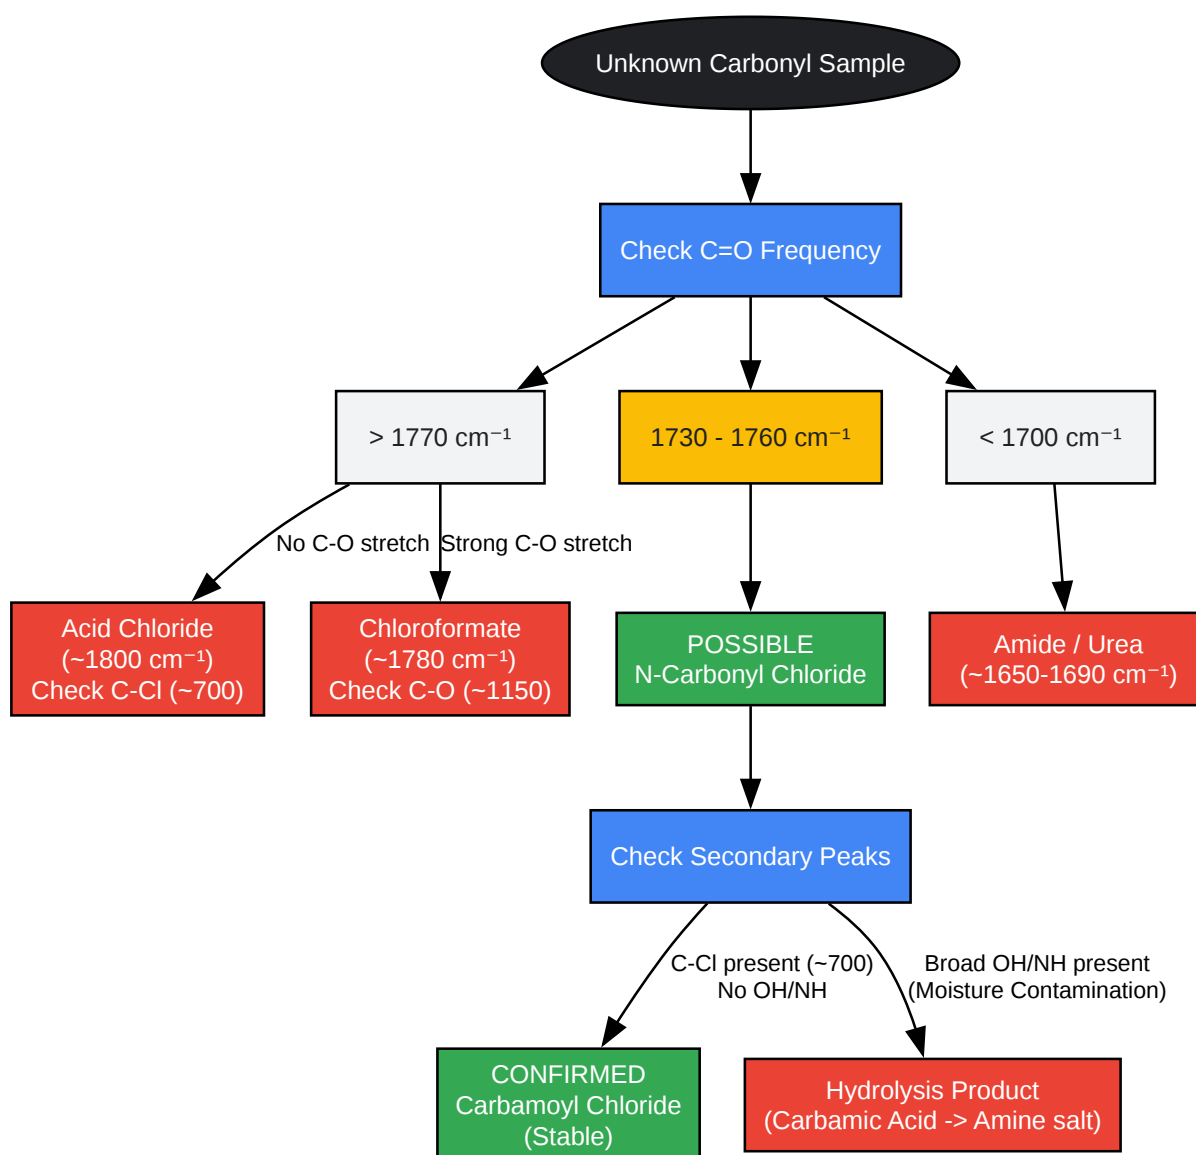 Unknown Carbonyl Sample
Check C=O Frequency
> 1770 cm⁻¹
1730 - 1760 cm⁻¹
< 1700 cm⁻¹
No C-O stretch
Strong C-O stretch
Acid Chloride
(~1800 cm⁻¹)
Check C-Cl (~700)
Chloroformate
(~1780 cm⁻¹)
Check C-O (~1150)
POSSIBLE
N-Carbonyl Chloride
Amide / Urea
(~1650-1690 cm⁻¹)
Check Secondary Peaks
C-Cl present (~700)
No OH/NH
Broad OH/NH present
(Moisture Contamination)
CONFIRMED
Carbamoyl Chloride
(Stable)
Hydrolysis Product
(Carbamic Acid -> Amine salt)